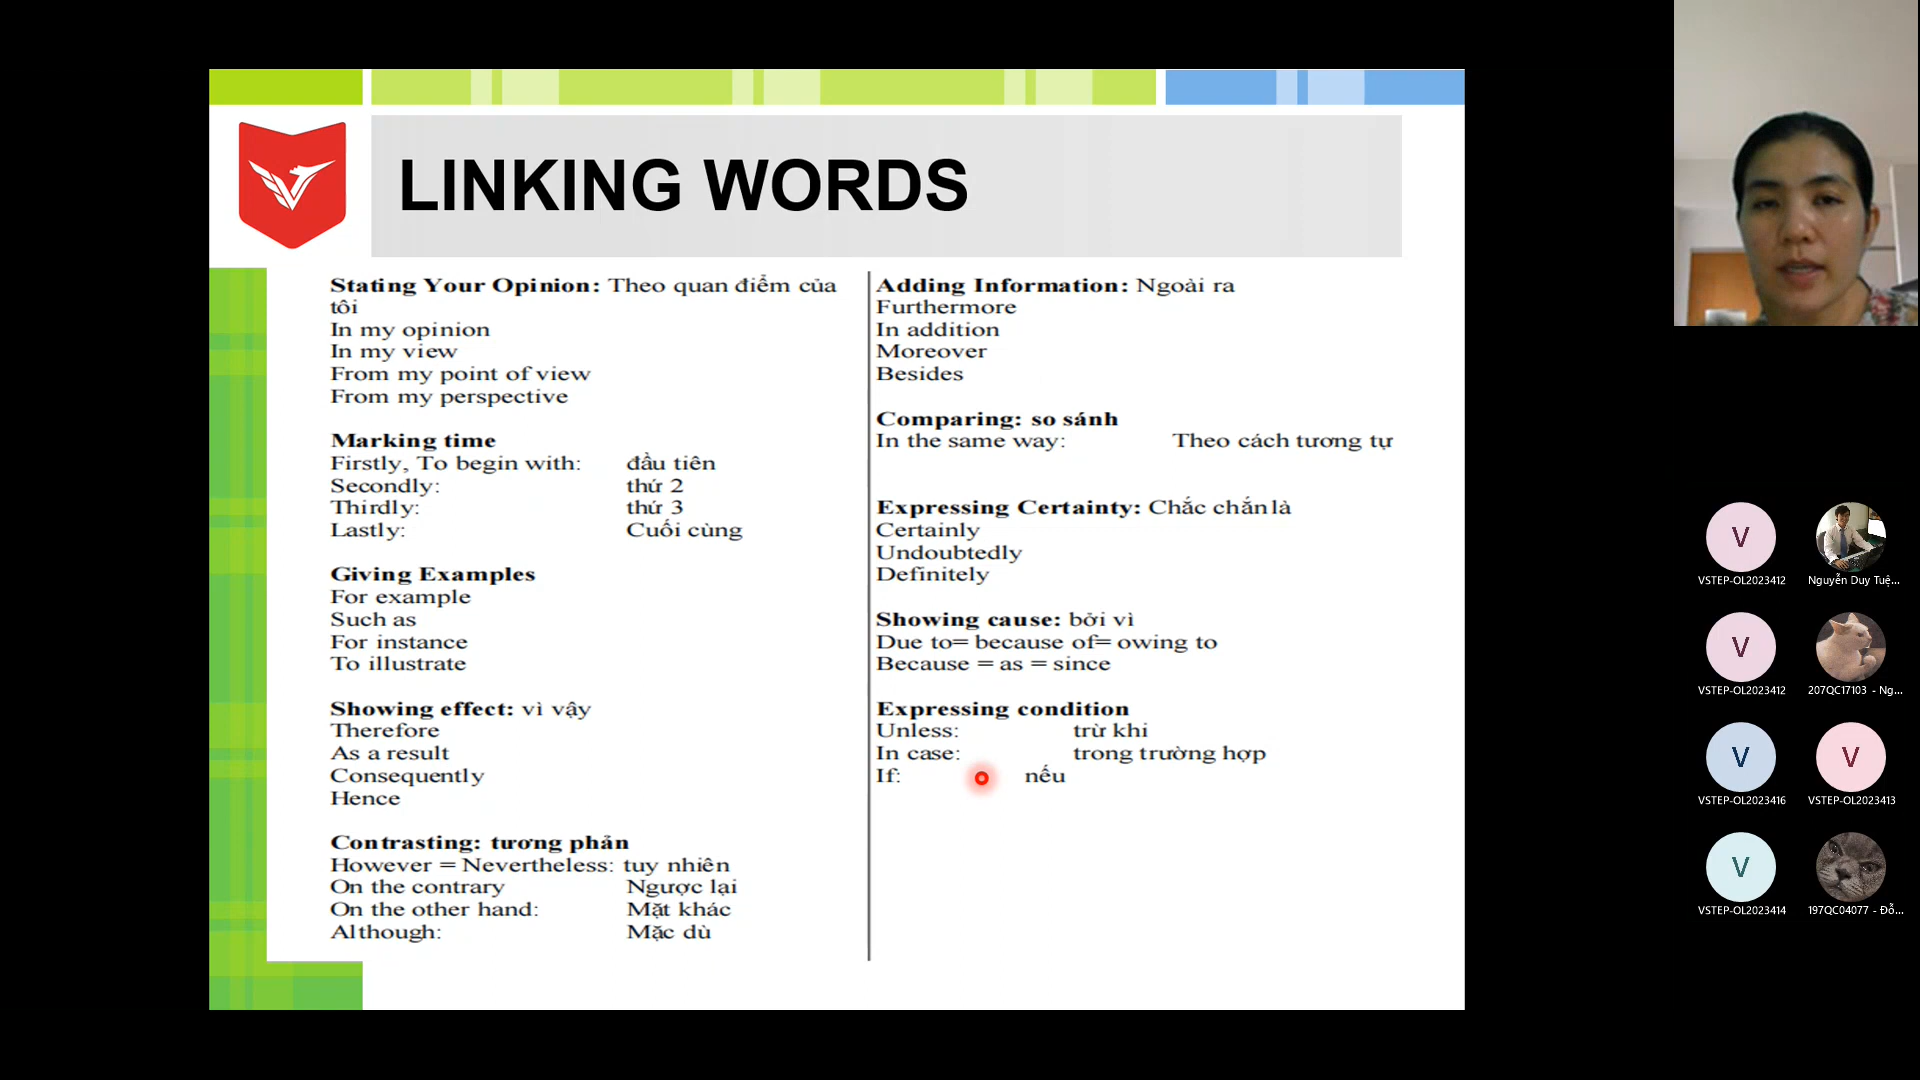 LINKING WORDS
Stating Your Opinion: Theo quan điểm của
tôi
In my opinion
In my view
From my point of view
From my perspective
Marking time
Firstly, To begin with: đầu tiên
Secondly: thứ 2
Thirdly: thứ 3
Lastly: Cuối cùng
Giving Examples
For example
Such as
For instance
To illustrate
Showing effect: vì vậy
Therefore
As a result
Consequently
Hence
Contrasting: tương phản
However = Nevertheless: tuy nhiên
On the contrary Ngược lại
On the other hand: Mặt khác
Although: Mặc dù
Adding Information: Ngoài ra
Furthermore
In addition
Moreover
Besides
Comparing: so sánh
In the same way: Theo cách tương tự
Expressing Certainty: Chắc chắn là
Certainly
Undoubtedly
Definitely
Showing cause: bởi vì
Due to= because of= owing to
Because = as = since
Expressing condition
Unless: trừ khi
In case: trong trường hợp
If: nếu
V
VSTEP-OL2023412
Nguyễn Duy Tuệ...
V
VSTEP-OL2023412
207QC17103 - Ng...
V
VSTEP-OL2023416
V
VSTEP-OL2023413
V
VSTEP-OL2023414
197QC04077 - Đỗ...